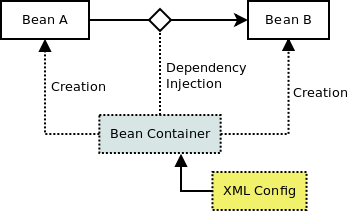 Bean A
Bean B
Dependency
Injection
Creation
Creation
Bean Container
XML Config